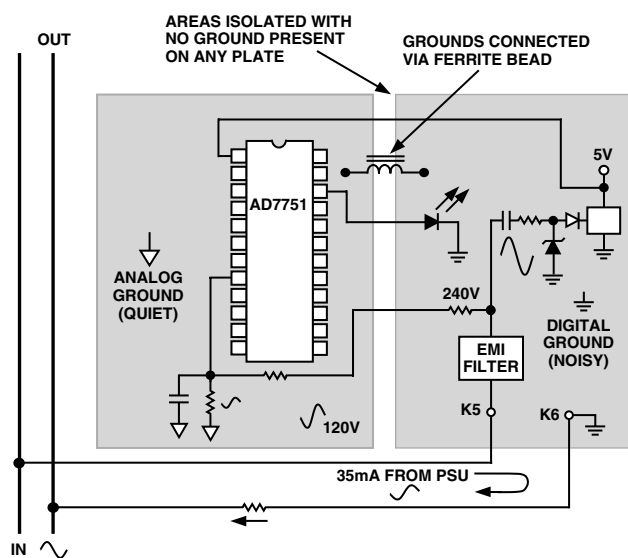 OUT
AREAS ISOLATED WITH
NO GROUND PRESENT
ON ANY PLATE
GROUNDS CONNECTED
VIA FERRITE BEAD
5V
AD7751
ANALOG
GROUND
(QUIET)
240V
DIGITAL
GROUND
(NOISY)
EMI
FILTER
120V
K5
K6
35mA FROM PSU
IN